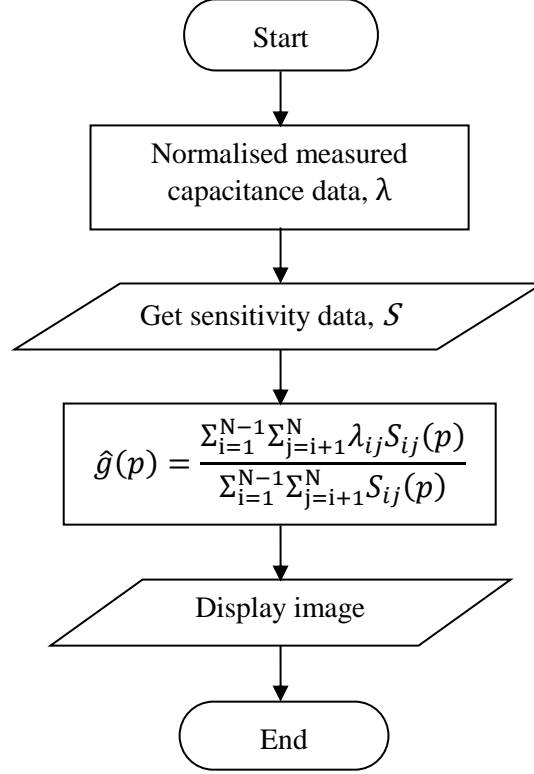 Start
Normalised measured
capacitance data, λ
Get sensitivity data, S
ĝ(p) = Σ_{i=1}^{N−1} Σ_{j=i+1}^{N} λ_{ij} S_{ij}(p) / Σ_{i=1}^{N−1} Σ_{j=i+1}^{N} S_{ij}(p)
Display image
End